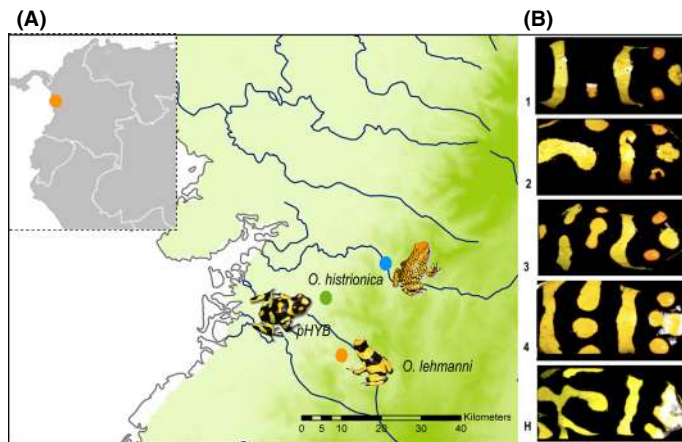 (A)
(B)
O. histrionica
pHYB
O. lehmanni
Kilometers
0 5 10 20 30 40
1
2
3
4
H